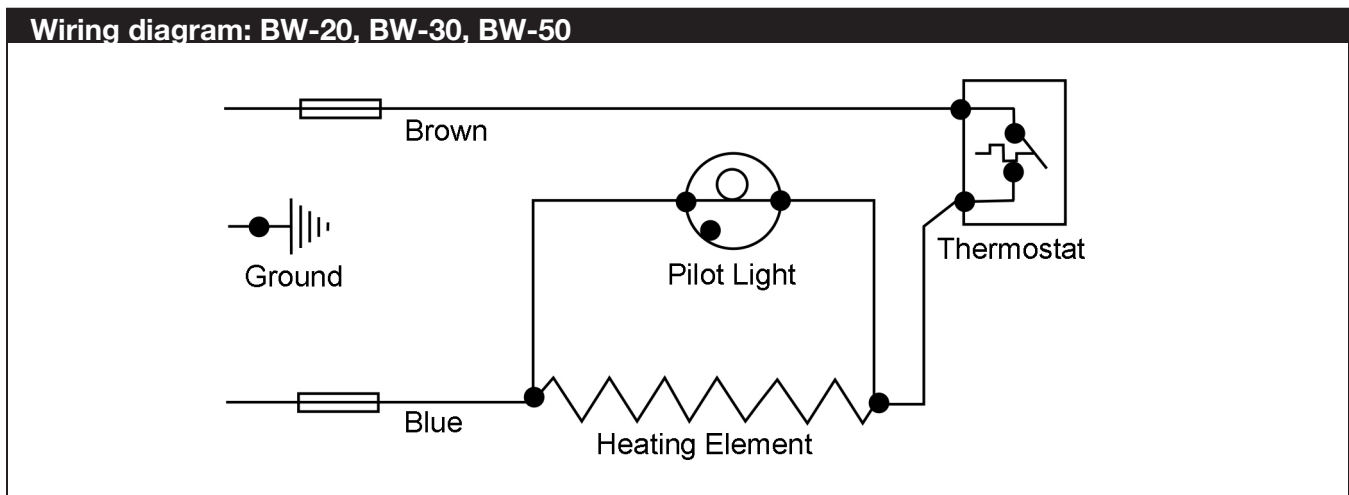 Wiring diagram: BW-20, BW-30, BW-50
Brown
Thermostat
Ground
Pilot Light
Blue
Heating Element